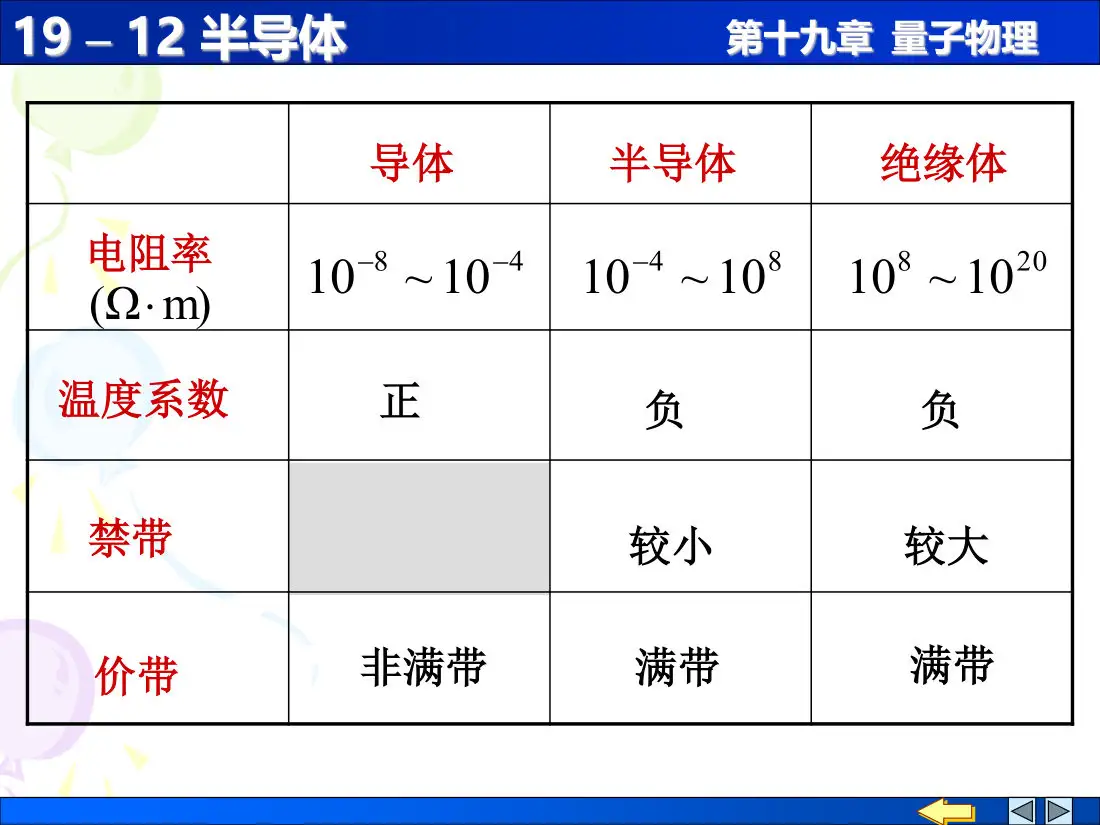 19 – 12 半导体
第十九章 量子物理
导体 半导体 绝缘体
电阻率 (Ω·m) 10⁻⁸ ~ 10⁻⁴ 10⁻⁴ ~ 10⁸ 10⁸ ~ 10²⁰
温度系数 正 负 负
禁带 较小 较大
价带 非满带 满带 满带